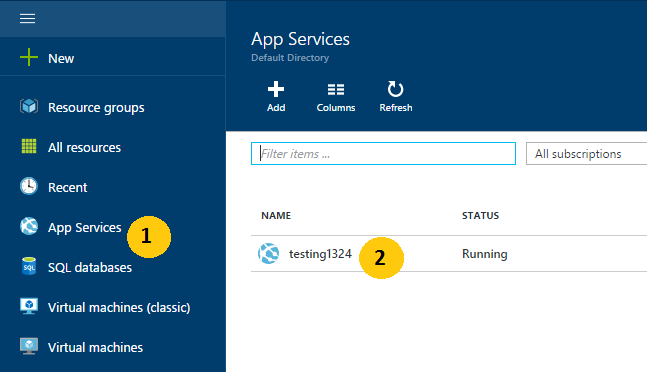 New
Resource groups
All resources
Recent
App Services 1
SQL databases
Virtual machines (classic)
Virtual machines
App Services
Default Directory
Add Columns Refresh
Filter items ... All subscriptions
NAME STATUS
testing1324 2 Running